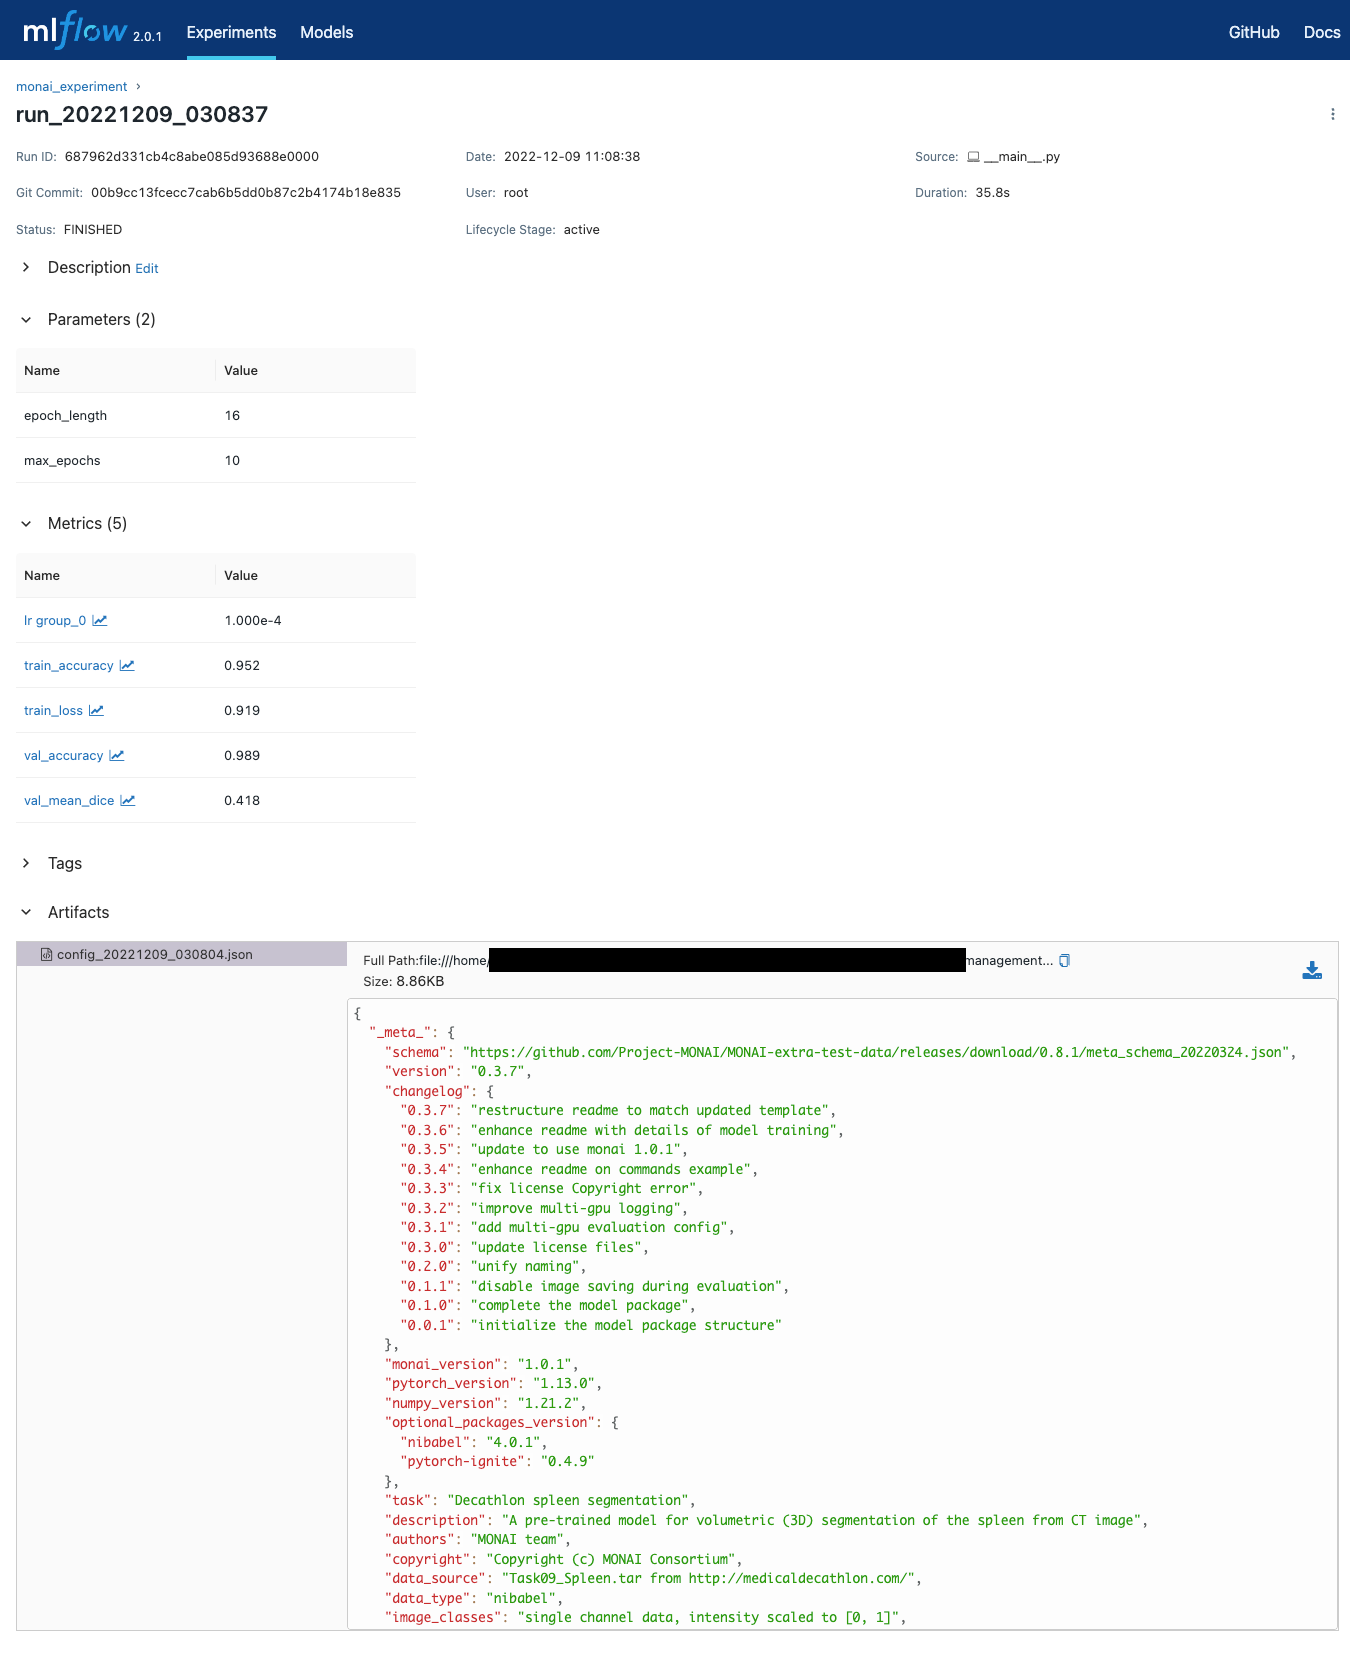 mlflow 2.0.1 Experiments Models GitHub Docs
monai_experiment ›
run_20221209_030837
Run ID: 687962d331cb4c8abe085d93688e0000 Date: 2022-12-09 11:08:38 Source: __main__.py
Git Commit: 00b9cc13fcecc7cab6b5dd0b87c2b4174b18e835 User: root Duration: 35.8s
Status: FINISHED Lifecycle Stage: active
Description Edit
Parameters (2)
Name Value
epoch_length 16
max_epochs 10
Metrics (5)
Name Value
lr group_0 1.000e-4
train_accuracy 0.952
train_loss 0.919
val_accuracy 0.989
val_mean_dice 0.418
Tags
Artifacts
config_20221209_030804.json
Full Path:file:///home/ management...
Size: 8.86KB
{
"_meta_": {
"schema": "https://github.com/Project-MONAI/MONAI-extra-test-data/releases/download/0.8.1/meta_schema_20220324.json",
"version": "0.3.7",
"changelog": {
"0.3.7": "restructure readme to match updated template",
"0.3.6": "enhance readme with details of model training",
"0.3.5": "update to use monai 1.0.1",
"0.3.4": "enhance readme on commands example",
"0.3.3": "fix license Copyright error",
"0.3.2": "improve multi-gpu logging",
"0.3.1": "add multi-gpu evaluation config",
"0.3.0": "update license files",
"0.2.0": "unify naming",
"0.1.1": "disable image saving during evaluation",
"0.1.0": "complete the model package",
"0.0.1": "initialize the model package structure"
},
"monai_version": "1.0.1",
"pytorch_version": "1.13.0",
"numpy_version": "1.21.2",
"optional_packages_version": {
"nibabel": "4.0.1",
"pytorch-ignite": "0.4.9"
},
"task": "Decathlon spleen segmentation",
"description": "A pre-trained model for volumetric (3D) segmentation of the spleen from CT image",
"authors": "MONAI team",
"copyright": "Copyright (c) MONAI Consortium",
"data_source": "Task09_Spleen.tar from http://medicaldecathlon.com/",
"data_type": "nibabel",
"image_classes": "single channel data, intensity scaled to [0, 1]",